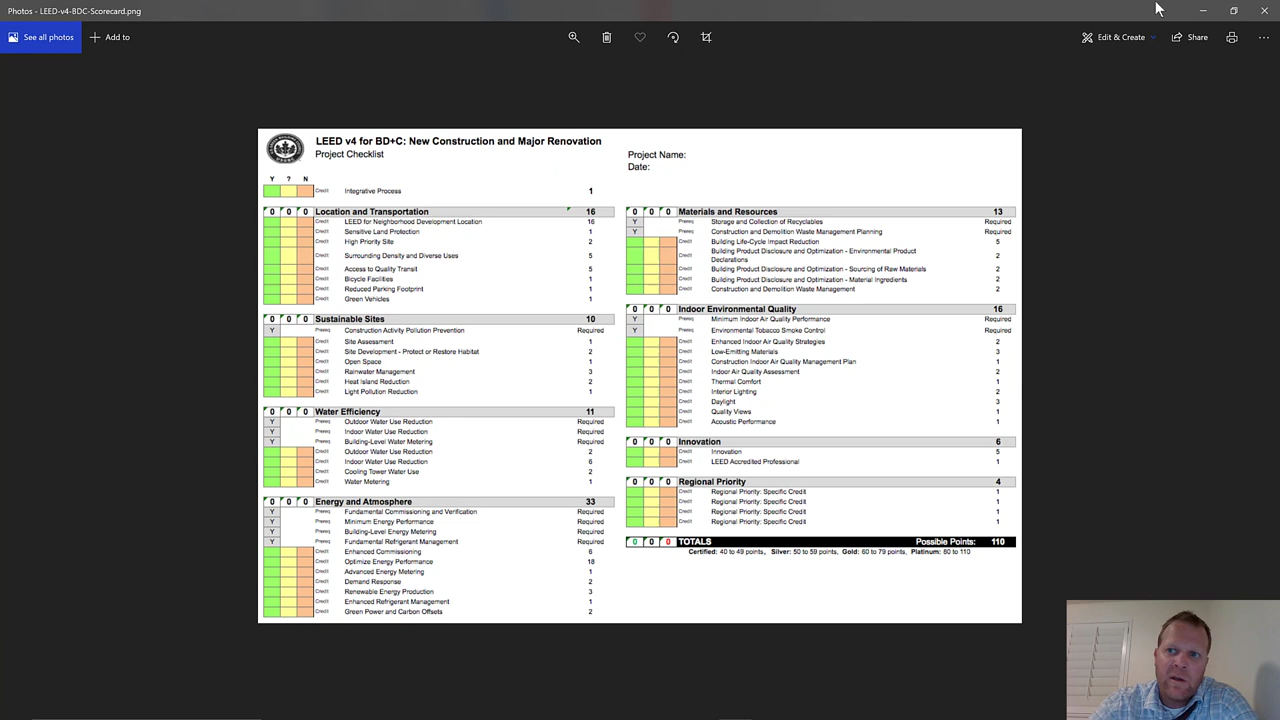 Photos - LEED-v4-BDC-Scorecard.png
See all photos
Add to
Edit & Create
Share
LEED v4 for BD+C: New Construction and Major Renovation
Project Checklist
Project Name:
Date:
Y ? N
Credit Integrative Process 1
0 0 0 Location and Transportation 16
Credit LEED for Neighborhood Development Location 16
Credit Sensitive Land Protection 1
Credit High Priority Site 2
Credit Surrounding Density and Diverse Uses 5
Credit Access to Quality Transit 5
Credit Bicycle Facilities 1
Credit Reduced Parking Footprint 1
Credit Green Vehicles 1
0 0 0 Sustainable Sites 10
Y Prereq Construction Activity Pollution Prevention Required
Credit Site Assessment 1
Credit Site Development - Protect or Restore Habitat 2
Credit Open Space 1
Credit Rainwater Management 3
Credit Heat Island Reduction 2
Credit Light Pollution Reduction 1
0 0 0 Water Efficiency 11
Y Prereq Outdoor Water Use Reduction Required
Y Prereq Indoor Water Use Reduction Required
Y Prereq Building-Level Water Metering Required
Credit Outdoor Water Use Reduction 2
Credit Indoor Water Use Reduction 6
Credit Cooling Tower Water Use 2
Credit Water Metering 1
0 0 0 Energy and Atmosphere 33
Y Prereq Fundamental Commissioning and Verification Required
Y Prereq Minimum Energy Performance Required
Y Prereq Building-Level Energy Metering Required
Y Prereq Fundamental Refrigerant Management Required
Credit Enhanced Commissioning 6
Credit Optimize Energy Performance 18
Credit Advanced Energy Metering 1
Credit Demand Response 2
Credit Renewable Energy Production 3
Credit Enhanced Refrigerant Management 1
Credit Green Power and Carbon Offsets 2
0 0 0 Materials and Resources 13
Y Prereq Storage and Collection of Recyclables Required
Y Prereq Construction and Demolition Waste Management Planning Required
Credit Building Life-Cycle Impact Reduction 5
Credit Building Product Disclosure and Optimization - Environmental Product
Declarations 2
Credit Building Product Disclosure and Optimization - Sourcing of Raw Materials 2
Credit Building Product Disclosure and Optimization - Material Ingredients 2
Credit Construction and Demolition Waste Management 2
0 0 0 Indoor Environmental Quality 16
Y Prereq Minimum Indoor Air Quality Performance Required
Y Prereq Environmental Tobacco Smoke Control Required
Credit Enhanced Indoor Air Quality Strategies 2
Credit Low-Emitting Materials 3
Credit Construction Indoor Air Quality Management Plan 1
Credit Indoor Air Quality Assessment 2
Credit Thermal Comfort 1
Credit Interior Lighting 2
Credit Daylight 3
Credit Quality Views 1
Credit Acoustic Performance 1
0 0 0 Innovation 6
Credit Innovation 5
Credit LEED Accredited Professional 1
0 0 0 Regional Priority 4
Credit Regional Priority: Specific Credit 1
Credit Regional Priority: Specific Credit 1
Credit Regional Priority: Specific Credit 1
Credit Regional Priority: Specific Credit 1
0 0 0 TOTALS Possible Points: 110
Certified: 40 to 49 points, Silver: 50 to 59 points, Gold: 60 to 79 points, Platinum: 80 to 110